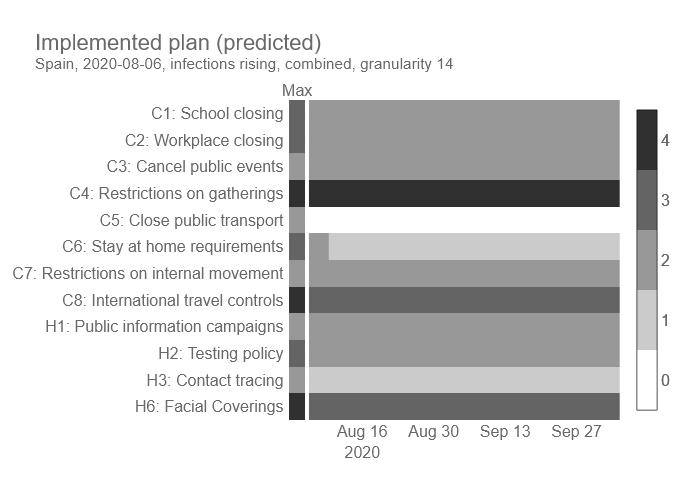 Implemented plan (predicted)
Spain, 2020-08-06, infections rising, combined, granularity 14
Max
C1: School closing
C2: Workplace closing
C3: Cancel public events
C4: Restrictions on gatherings
C5: Close public transport
C6: Stay at home requirements
C7: Restrictions on internal movement
C8: International travel controls
H1: Public information campaigns
H2: Testing policy
H3: Contact tracing
H6: Facial Coverings
4
3
2
1
0
Aug 16 Aug 30 Sep 13 Sep 27
2020